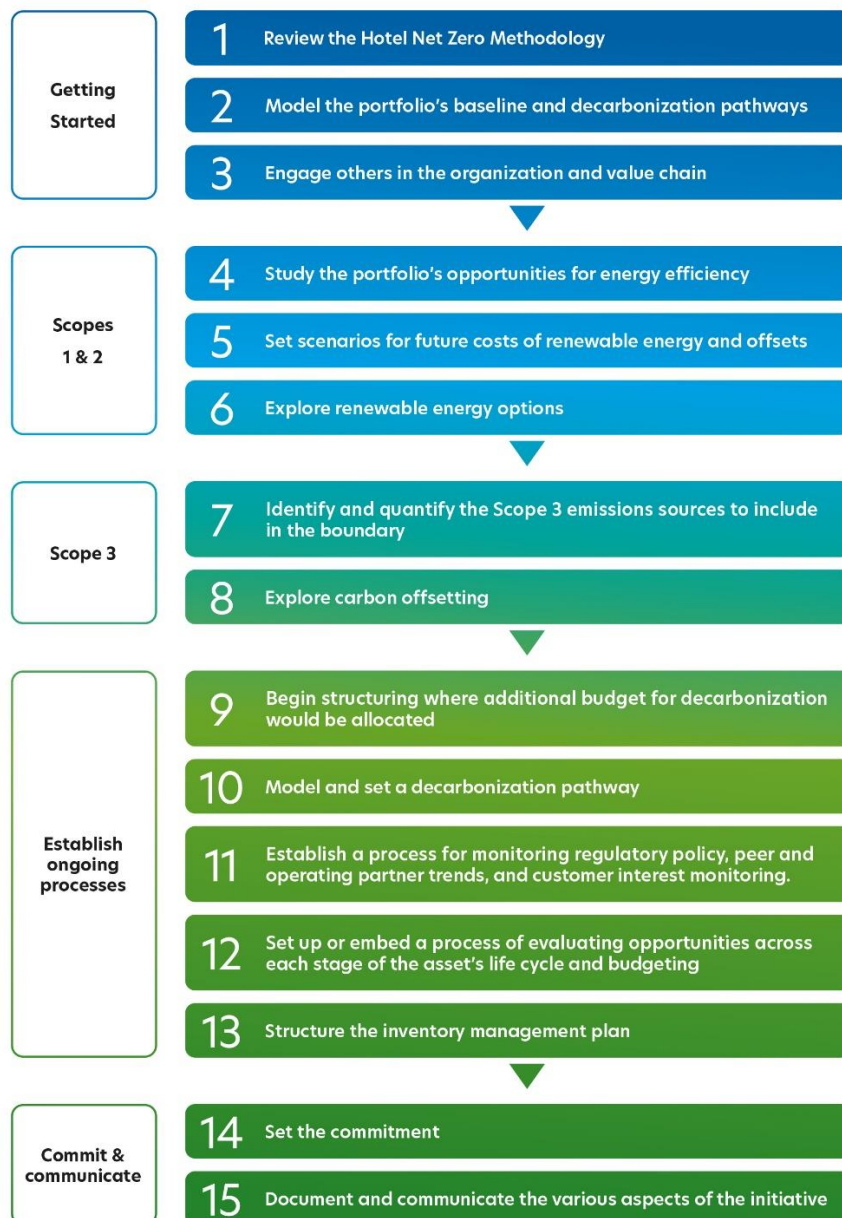 Getting
Started
1 Review the Hotel Net Zero Methodology
2 Model the portfolio's baseline and decarbonization pathways
3 Engage others in the organization and value chain
Scopes
1 & 2
4 Study the portfolio's opportunities for energy efficiency
5 Set scenarios for future costs of renewable energy and offsets
6 Explore renewable energy options
Scope 3
7 Identify and quantify the Scope 3 emissions sources to include
in the boundary
8 Explore carbon offsetting
Establish
ongoing
processes
9 Begin structuring where additional budget for decarbonization
would be allocated
10 Model and set a decarbonization pathway
11 Establish a process for monitoring regulatory policy, peer and
operating partner trends, and customer interest monitoring.
12 Set up or embed a process of evaluating opportunities across
each stage of the asset's life cycle and budgeting
13 Structure the inventory management plan
Commit &
communicate
14 Set the commitment
15 Document and communicate the various aspects of the initiative